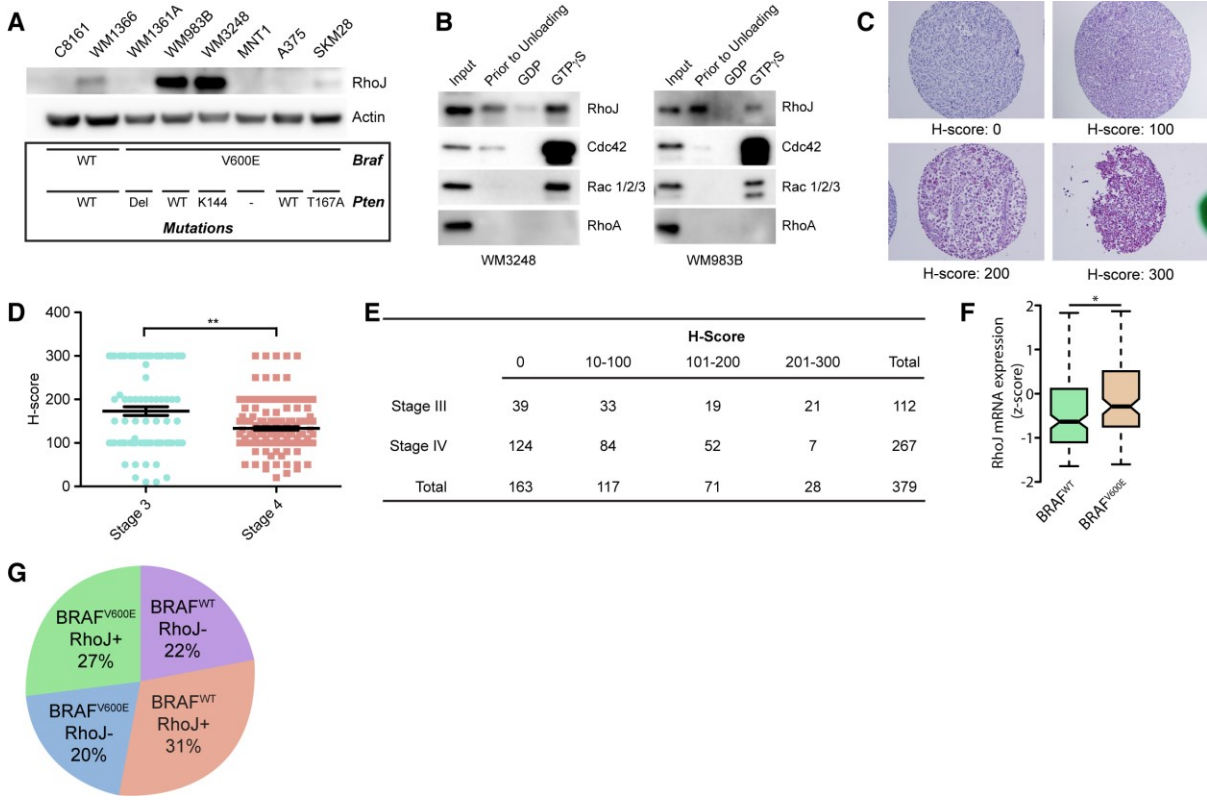 A
C8161 WM1366 WM1361A WM983B WM3248 MNT1 A375 SKM28
RhoJ
Actin
WT V600E Braf
WT Del WT K144 - WT T167A Pten
Mutations
B
Input Prior to Unloading GDP GTPγS
RhoJ
Cdc42
Rac 1/2/3
RhoA
WM3248
Input Prior to Unloading GDP GTPγS
RhoJ
Cdc42
Rac 1/2/3
RhoA
WM983B
C
H-score: 0 H-score: 100
H-score: 200 H-score: 300
D
H-score
400
300
200
100
0
**
Stage 3 Stage 4
E
H-Score
0 10-100 101-200 201-300 Total
Stage III 39 33 19 21 112
Stage IV 124 84 52 7 267
Total 163 117 71 28 379
F
RhoJ mRNA expression
(z-score)
2
1
0
-1
-2
*
BRAFWT BRAFV600E
G
BRAFV600E
RhoJ+
27%
BRAFWT
RhoJ-
22%
BRAFV600E
RhoJ-
20%
BRAFWT
RhoJ+
31%